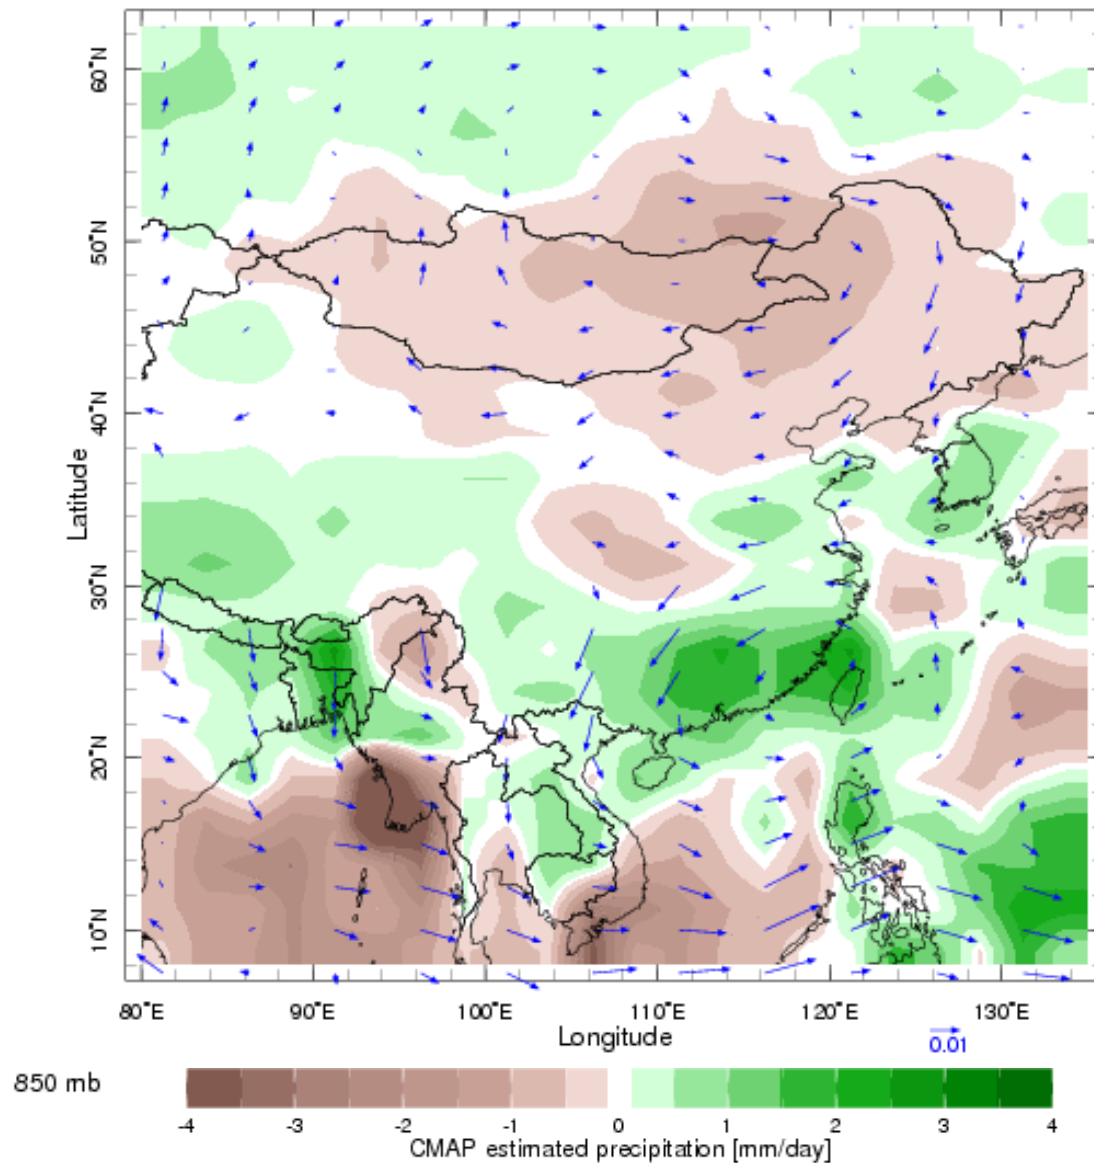 60°N
50°N
40°N
30°N
20°N
10°N
Latitude
80°E 90°E 100°E 110°E 120°E 130°E
Longitude
0.01
850 mb
-4 -3 -2 -1 0 1 2 3 4
CMAP estimated precipitation [mm/day]